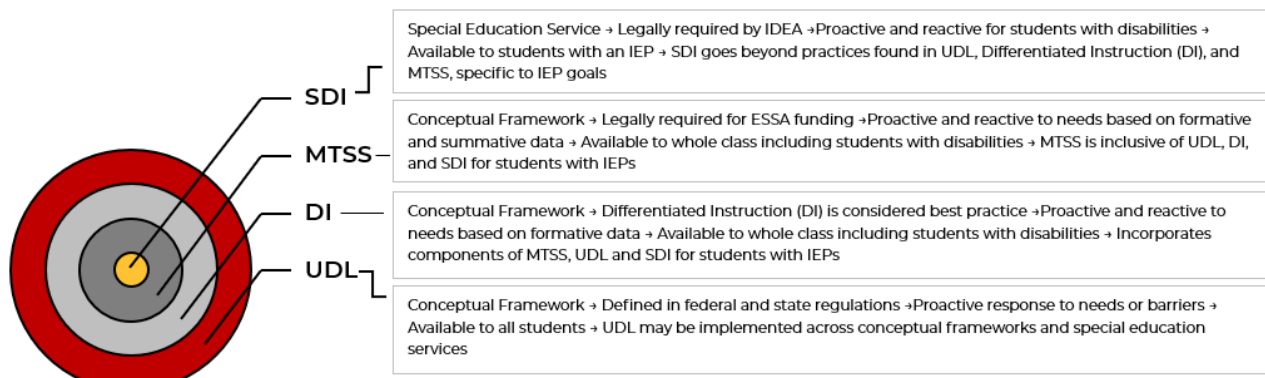 Special Education Service → Legally required by IDEA →Proactive and reactive for students with disabilities →
Available to students with an IEP → SDI goes beyond practices found in UDL, Differentiated Instruction (DI), and
MTSS, specific to IEP goals
SDI
Conceptual Framework → Legally required for ESSA funding →Proactive and reactive to needs based on formative
and summative data → Available to whole class including students with disabilities → MTSS is inclusive of UDL, DI,
and SDI for students with IEPs
MTSS
Conceptual Framework → Differentiated Instruction (DI) is considered best practice →Proactive and reactive to
needs based on formative data → Available to whole class including students with disabilities → Incorporates
components of MTSS, UDL and SDI for students with IEPs
DI
UDL
Conceptual Framework → Defined in federal and state regulations →Proactive response to needs or barriers →
Available to all students → UDL may be implemented across conceptual frameworks and special education
services